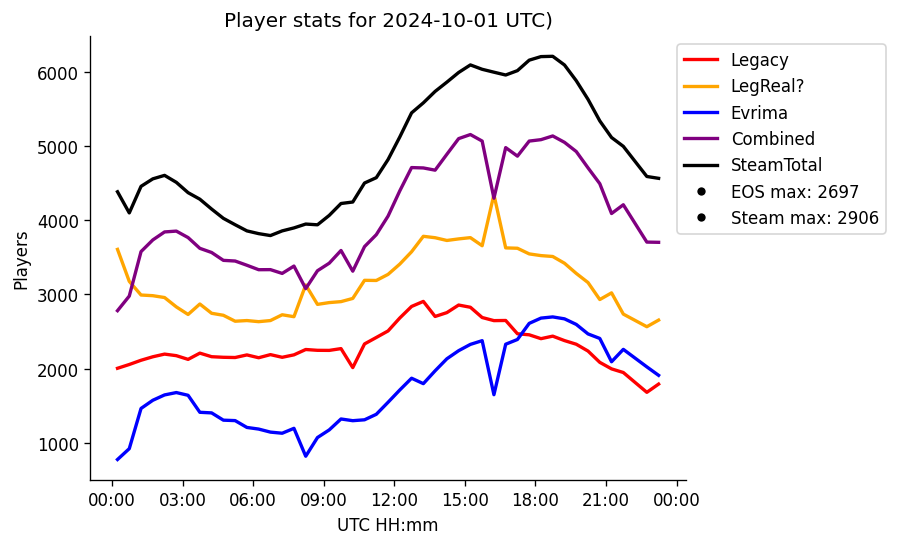 Player stats for 2024-10-01 UTC)
Legacy
LegReal?
Evrima
Combined
SteamTotal
EOS max: 2697
Steam max: 2906
Players
6000
5000
4000
3000
2000
1000
00:00 03:00 06:00 09:00 12:00 15:00 18:00 21:00 00:00
UTC HH:mm